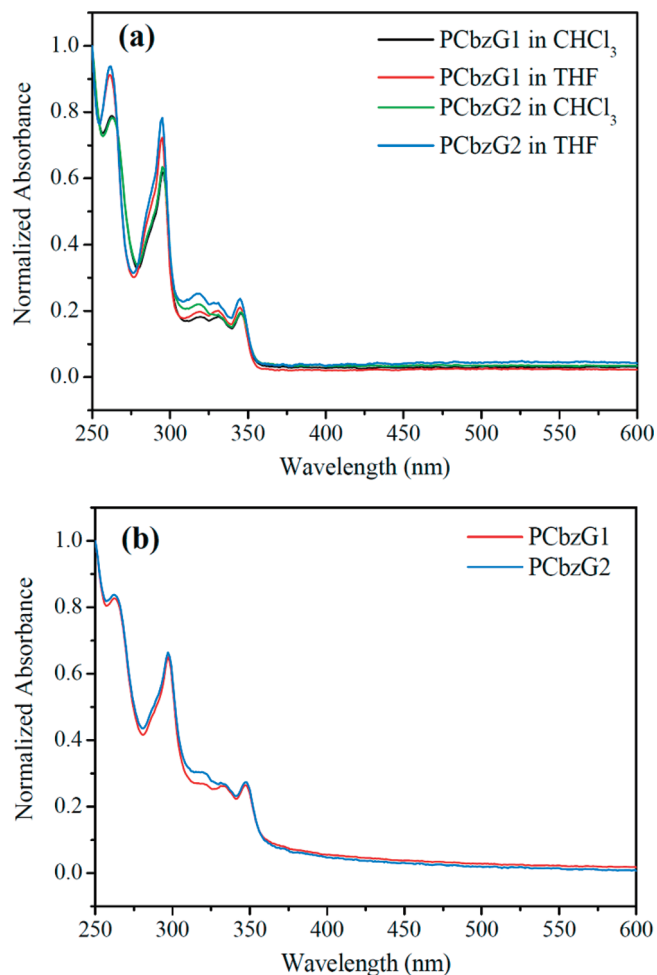 (a)
PCbzG1 in CHCl3
PCbzG1 in THF
PCbzG2 in CHCl3
PCbzG2 in THF
Normalized Absorbance
1.0
0.8
0.6
0.4
0.2
0.0
250 300 350 400 450 500 550 600
Wavelength (nm)
(b)
PCbzG1
PCbzG2
Normalized Absorbance
1.0
0.8
0.6
0.4
0.2
0.0
250 300 350 400 450 500 550 600
Wavelength (nm)